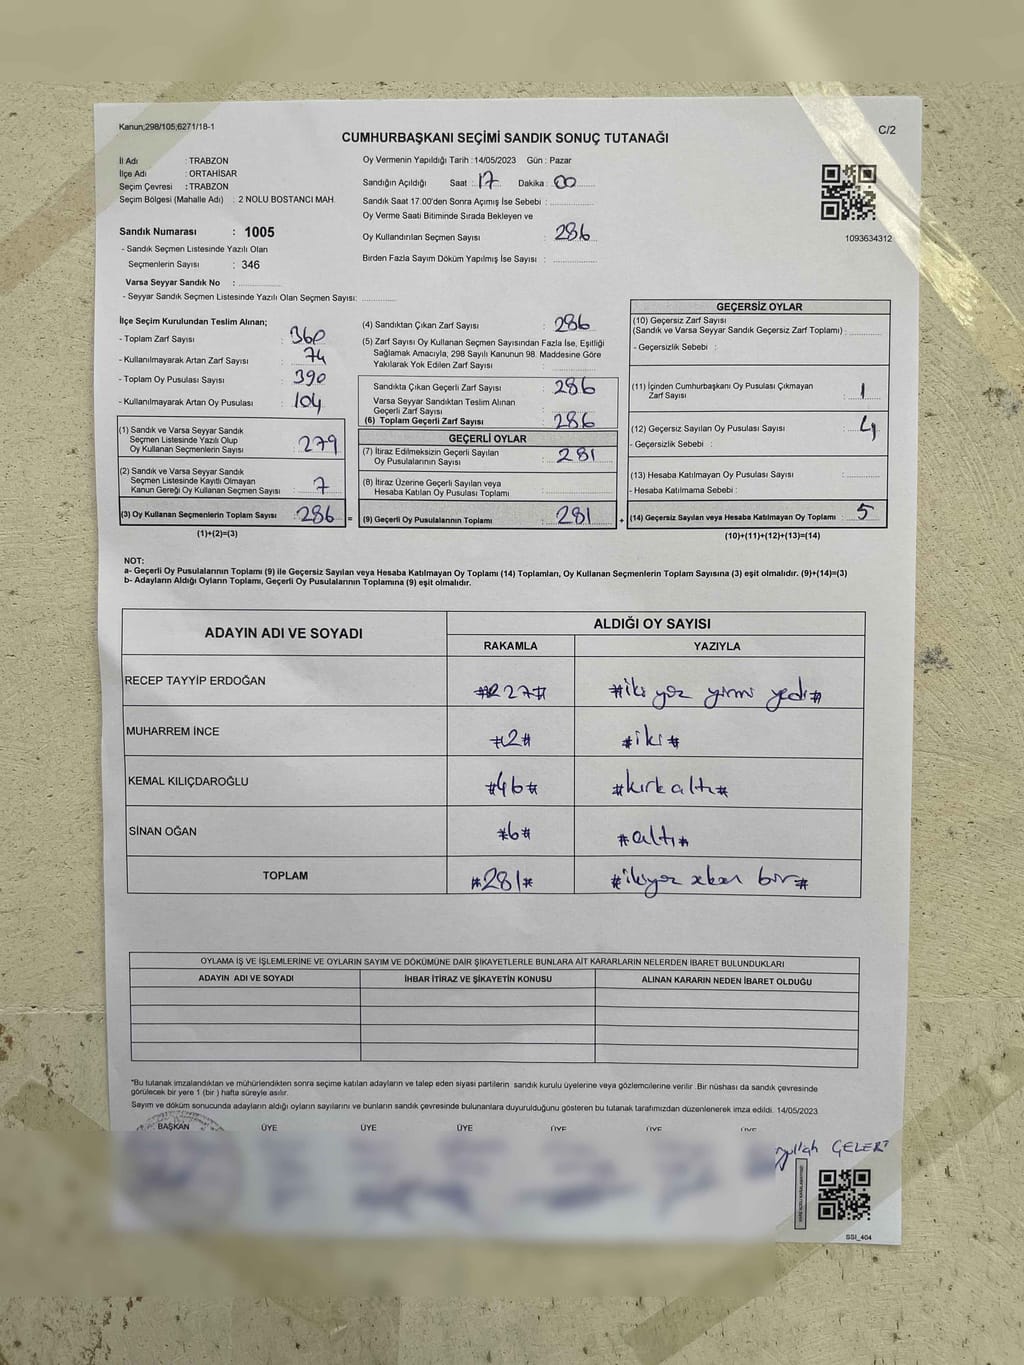 Kanun;298/105;6271/18-1
C/2
CUMHURBAŞKANI SEÇİMİ SANDIK SONUÇ TUTANAĞI
İl Adı : TRABZON
İlçe Adı : ORTAHİSAR
Seçim Çevresi : TRABZON
Seçim Bölgesi (Mahalle Adı) : 2 NOLU BOSTANCI MAH.
Sandık Numarası : 1005
- Sandık Seçmen Listesinde Yazılı Olan
Seçmenlerin Sayısı : 346
Varsa Seyyar Sandık No :
- Seyyar Sandık Seçmen Listesinde Yazılı Olan Seçmen Sayısı:
Oy Vermenin Yapıldığı Tarih :14/05/2023 Gün : Pazar
Sandığın Açıldığı Saat : 17 Dakika : 00
Sandık Saat 17.00'den Sonra Açımış İse Sebebi :
Oy Verme Saati Bitiminde Sırada Bekleyen ve
Oy Kullandırılan Seçmen Sayısı : 286
Birden Fazla Sayım Döküm Yapılmış İse Sayısı :
1093634312
İlçe Seçim Kurulundan Teslim Alınan;
- Toplam Zarf Sayısı : 360
- Kullanılmayarak Artan Zarf Sayısı : 74
- Toplam Oy Pusulası Sayısı : 390
- Kullanılmayarak Artan Oy Pusulası : 104
(1) Sandık ve Varsa Seyyar Sandık
Seçmen Listesinde Yazılı Olup
Oy Kullanan Seçmenlerin Sayısı : 279
(2) Sandık ve Varsa Seyyar Sandık
Seçmen Listesinde Kayıtlı Olmayan
Kanun Gereği Oy Kullanan Seçmen Sayısı : 7
(3) Oy Kullanan Seçmenlerin Toplam Sayısı : 286 =
(1)+(2)=(3)
(4) Sandıktan Çıkan Zarf Sayısı : 286
(5) Zarf Sayısı Oy Kullanan Seçmen Sayısından Fazla İse, Eşitliği
Sağlamak Amacıyla, 298 Sayılı Kanunun 98. Maddesine Göre
Yakılarak Yok Edilen Zarf Sayısı :
Sandıkta Çıkan Geçerli Zarf Sayısı : 286
Varsa Seyyar Sandıktan Teslim Alınan
Geçerli Zarf Sayısı :
(6) Toplam Geçerli Zarf Sayısı : 286
GEÇERLİ OYLAR
(7) İtiraz Edilmeksizin Geçerli Sayılan
Oy Pusulalarının Sayısı : 281
(8) İtiraz Üzerine Geçerli Sayılan veya
Hesaba Katılan Oy Pusulası Toplamı :
(9) Geçerli Oy Pusulalarının Toplamı : 281 +
GEÇERSİZ OYLAR
(10) Geçersiz Zarf Sayısı
(Sandık ve Varsa Seyyar Sandık Geçersiz Zarf Toplamı) :
- Geçersizlik Sebebi :
(11) İçinden Cumhurbaşkanı Oy Pusulası Çıkmayan
Zarf Sayısı : 1
(12) Geçersiz Sayılan Oy Pusulası Sayısı : 4
- Geçersizlik Sebebi :
(13) Hesaba Katılmayan Oy Pusulası Sayısı :
- Hesaba Katılmama Sebebi :
(14) Geçersiz Sayılan veya Hesaba Katılmayan Oy Toplamı : 5
(10)+(11)+(12)+(13)=(14)
NOT:
a- Geçerli Oy Pusulalarının Toplamı (9) ile Geçersiz Sayılan veya Hesaba Katılmayan Oy Toplamı (14) Toplamları, Oy Kullanan Seçmenlerin Toplam Sayısına (3) eşit olmalıdır. (9)+(14)=(3)
b- Adayların Aldığı Oyların Toplamı, Geçerli Oy Pusulalarının Toplamına (9) eşit olmalıdır.
ADAYIN ADI VE SOYADI
ALDIĞI OY SAYISI
RAKAMLA YAZIYLA
RECEP TAYYİP ERDOĞAN #227# #iki yüz yirmi yedi#
MUHARREM İNCE #2# #iki#
KEMAL KILIÇDAROĞLU #46# #kırk altı#
SİNAN OĞAN #6# #altı#
TOPLAM #281# #ikiyüz seksen bir#
OYLAMA İŞ VE İŞLEMLERİNE VE OYLARIN SAYIM VE DÖKÜMÜNE DAİR ŞİKAYETLERLE BUNLARA AİT KARARLARIN NELERDEN İBARET BULUNDUKLARI
ADAYIN ADI VE SOYADI İHBAR İTİRAZ VE ŞİKAYETİN KONUSU ALINAN KARARIN NEDEN İBARET OLDUĞU
*Bu tutanak imzalandıktan ve mühürlendikten sonra seçime katılan adayların ve talep eden siyasi partilerin sandık kurulu üyelerine veya gözlemcilerine verilir. Bir nüshası da sandık çevresinde
görülecek bir yere 1 (bir ) hafta süreyle asılır.
Sayım ve döküm sonucunda adayların aldığı oyların sayılarını ve bunların sandık çevresinde bulunanlara duyurulduğunu gösteren bu tutanak tarafımızdan düzenlenerek imza edildi. 14/05/2023
BAŞKAN ÜYE ÜYE ÜYE ÜYE ÜYE ÜYE
SSI_404